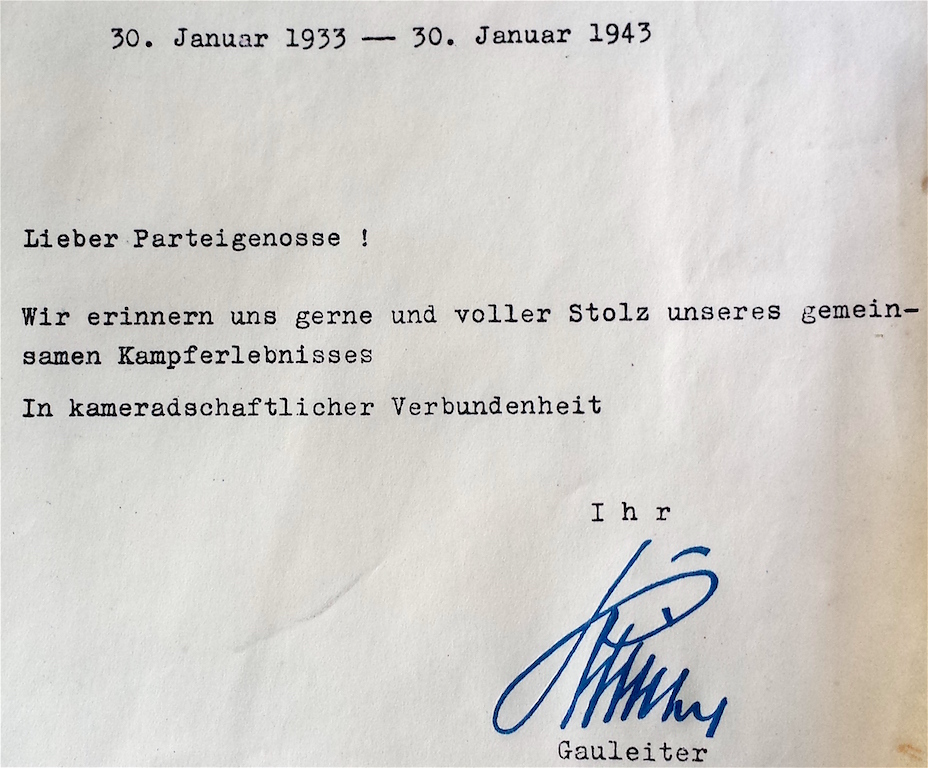 30. Januar 1933 — 30. Januar 1943
Lieber Parteigenosse !
Wir erinnern uns gerne und voller Stolz unseres gemein-
samen Kampferlebnisses
In kameradschaftlicher Verbundenheit
I h r
Gauleiter